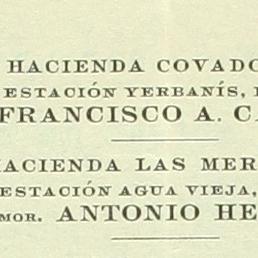 HACIENDA COVADO
ESTACIÓN YERBANÍS,
FRANCISCO A. C
HACIENDA LAS MER
ESTACIÓN AGUA VIEJA,
MOR. ANTONIO HE